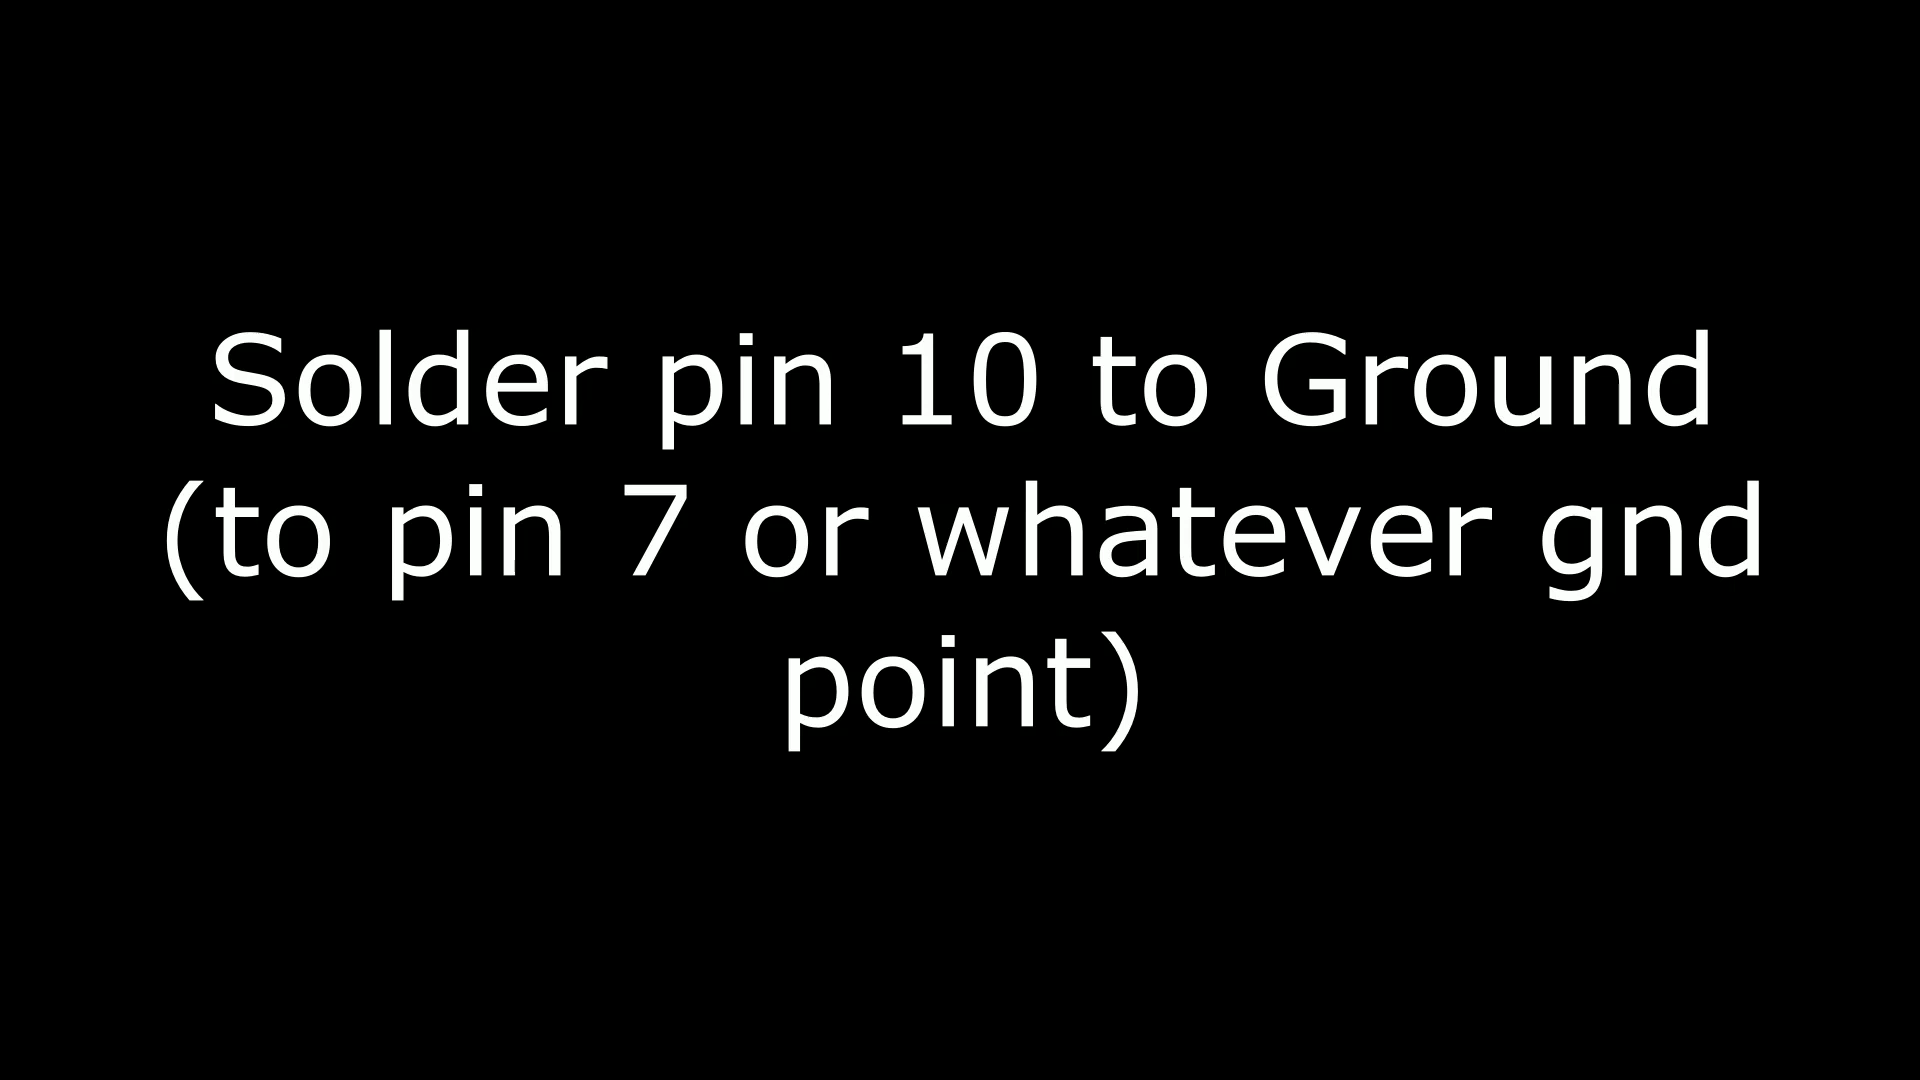 Solder pin 10 to Ground
(to pin 7 or whatever gnd
point)